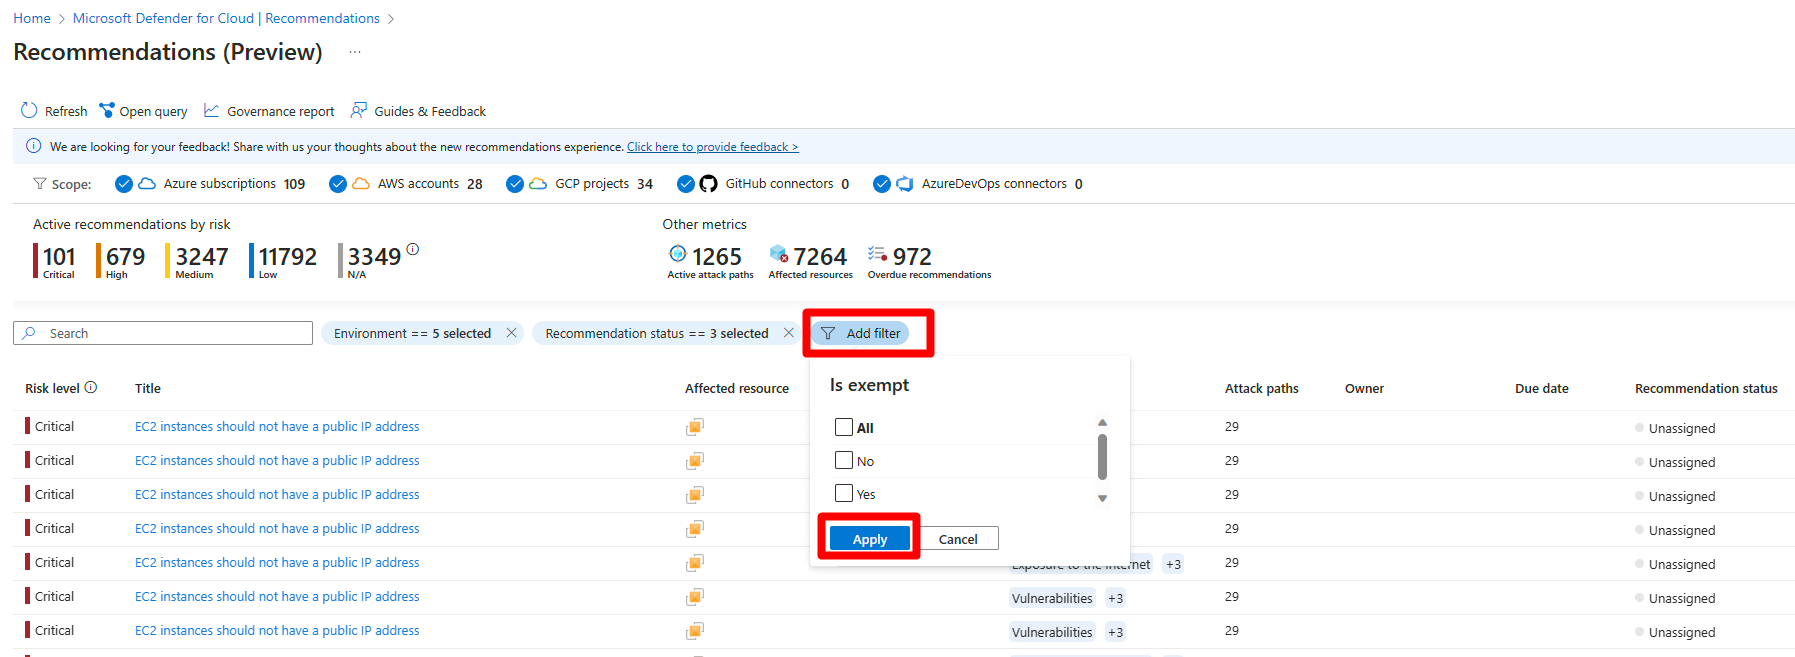 Home > Microsoft Defender for Cloud | Recommendations >
Recommendations (Preview) ...
Refresh Open query Governance report Guides & Feedback
We are looking for your feedback! Share with us your thoughts about the new recommendations experience. Click here to provide feedback >
Scope: Azure subscriptions 109 AWS accounts 28 GCP projects 34 GitHub connectors 0 AzureDevOps connectors 0
Active recommendations by risk Other metrics
101 679 3247 11792 3349 1265 7264 972
Critical High Medium Low N/A Active attack paths Affected resources Overdue recommendations
Search Environment == 5 selected Recommendation status == 3 selected Add filter
Is exempt
Risk level Title Affected resource Attack paths Owner Due date Recommendation status
Critical EC2 instances should not have a public IP address All 29 Unassigned
Critical EC2 instances should not have a public IP address No 29 Unassigned
Critical EC2 instances should not have a public IP address Yes 29 Unassigned
Critical EC2 instances should not have a public IP address 29 Unassigned
Apply Cancel
Critical EC2 instances should not have a public IP address Exposure to the Internet +3 29 Unassigned
Critical EC2 instances should not have a public IP address Vulnerabilities +3 29 Unassigned
Critical EC2 instances should not have a public IP address Vulnerabilities +3 29 Unassigned